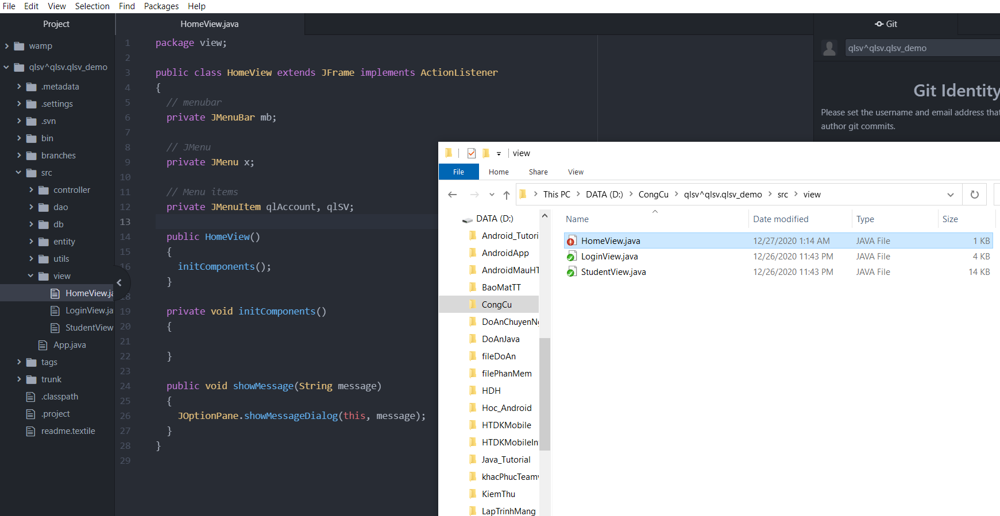 File Edit View Selection Find Packages Help
Project
wamp
qlsv^qlsv.qlsv_demo
.metadata
.settings
.svn
bin
branches
src
controller
dao
db
entity
utils
view
HomeView.ja
LoginView.ja
StudentView
App.java
tags
trunk
.classpath
.project
readme.textile
HomeView.java
1 package view;
2
3 public class HomeView extends JFrame implements ActionListener
4 {
5 // menubar
6 private JMenuBar mb;
7
8 // JMenu
9 private JMenu x;
10
11 // Menu items
12 private JMenuItem qlAccount, qlSV;
13
14 public HomeView()
15 {
16 initComponents();
}
18
19 private void initComponents()
20 {
21
22 }
23
24 public void showMessage(String message)
25 {
26 JOptionPane.showMessageDialog(this, message);
27 }
28 }
29
Git
qlsv^qlsv.qlsv_demo
Git Identity
Please set the username and email address that
author git commits.
view
File Home Share View
This PC DATA (D:) CongCu qlsv^qlsv.qlsv_demo src view
DATA (D:)
Android_Tutori
AndroidApp
AndroidMauHT
BaoMatTT
CongCu
DoAnChuyenNg
DoAnJava
fileDoAn
filePhanMem
HDH
Hoc_Android
HTDKMobile
HTDKMobileIn
Java_Tutorial
khacPhucTeamv
KiemThu
LapTrinhMang
Name Date modified Type Size
HomeView.java 12/27/2020 1:14 AM JAVA File 1 KB
LoginView.java 12/26/2020 11:43 PM JAVA File 4 KB
StudentView.java 12/26/2020 11:43 PM JAVA File 14 KB